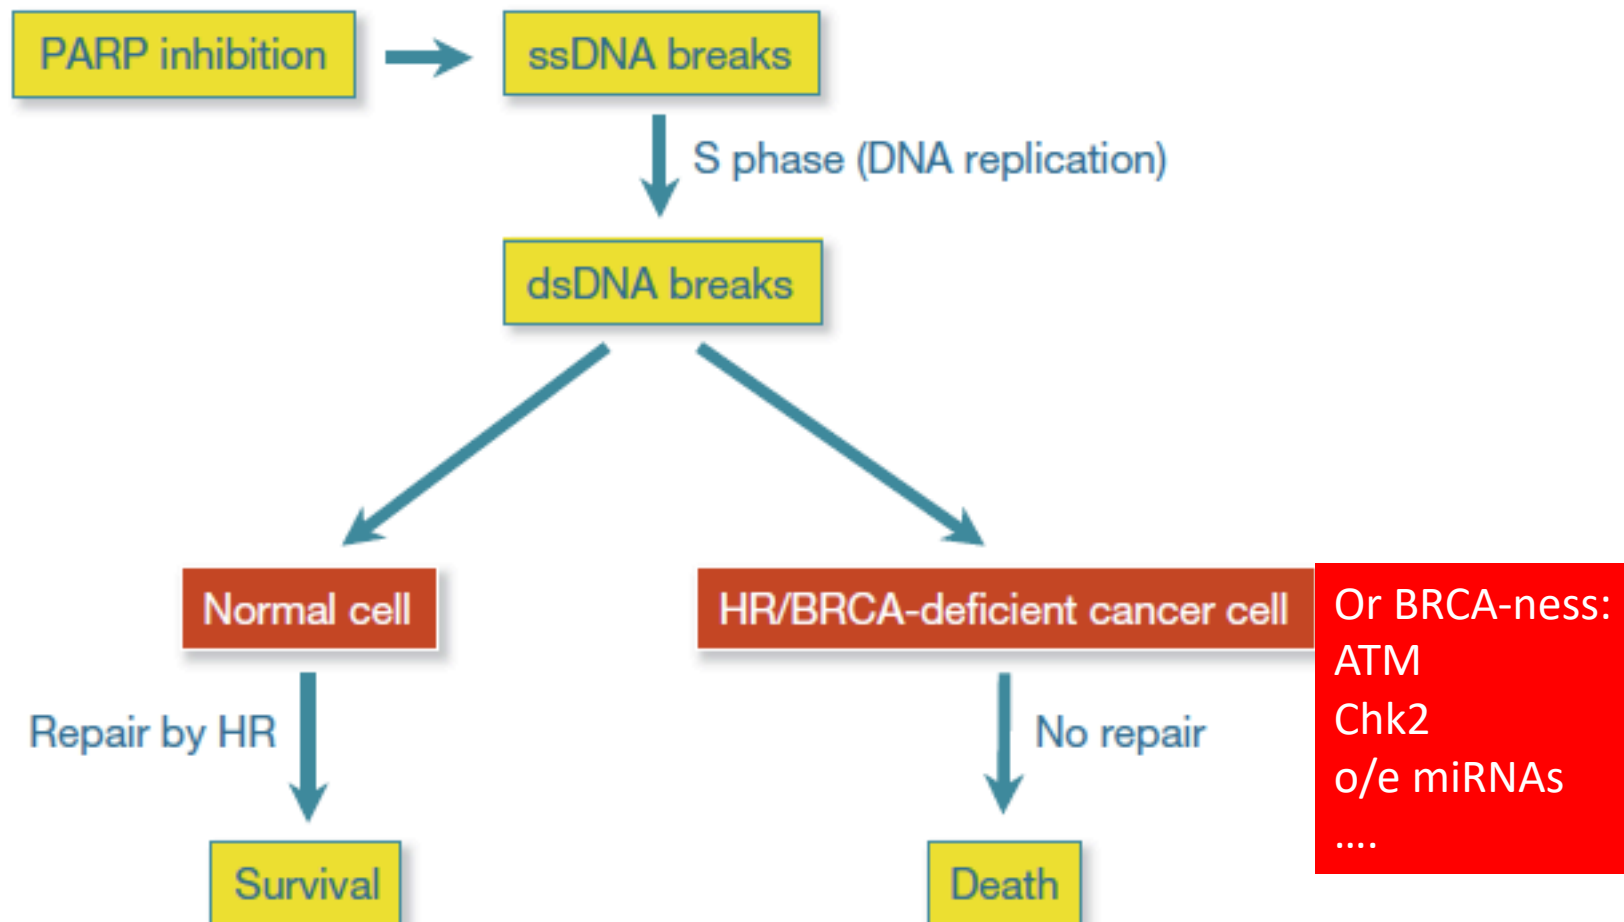 PARP inhibition
ssDNA breaks
S phase (DNA replication)
dsDNA breaks
Normal cell
HR/BRCA-deficient cancer cell
Or BRCA-ness:
ATM
Chk2
o/e miRNAs
....
Repair by HR
No repair
Survival
Death